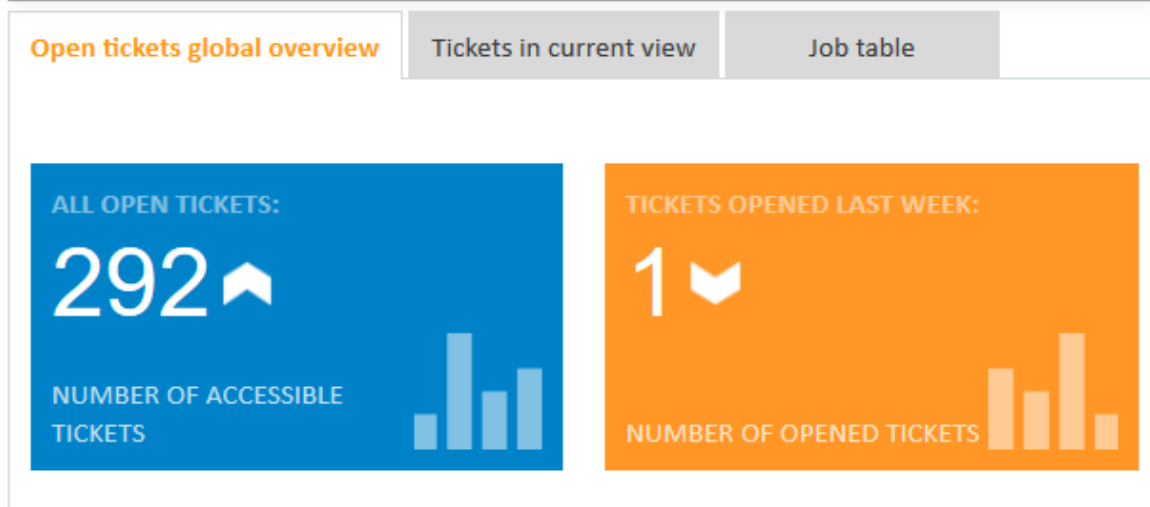 Open tickets global overview
Tickets in current view
Job table
ALL OPEN TICKETS:
292
NUMBER OF ACCESSIBLE
TICKETS
TICKETS OPENED LAST WEEK:
1
NUMBER OF OPENED TICKETS